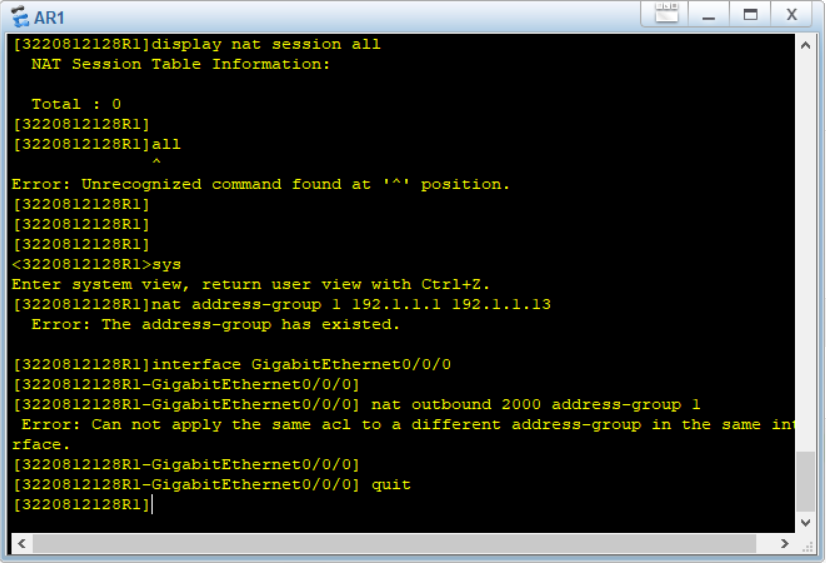 AR1
[3220812128R1]display nat session all
NAT Session Table Information:
Total : 0
[3220812128R1]
[3220812128R1]all
^
Error: Unrecognized command found at '^' position.
[3220812128R1]
[3220812128R1]
[3220812128R1]
<3220812128R1>sys
Enter system view, return user view with Ctrl+Z.
[3220812128R1]nat address-group 1 192.1.1.1 192.1.1.13
Error: The address-group has existed.
[3220812128R1]interface GigabitEthernet0/0/0
[3220812128R1-GigabitEthernet0/0/0]
[3220812128R1-GigabitEthernet0/0/0] nat outbound 2000 address-group 1
Error: Can not apply the same acl to a different address-group in the same int
rface.
[3220812128R1-GigabitEthernet0/0/0]
[3220812128R1-GigabitEthernet0/0/0] quit
[3220812128R1]